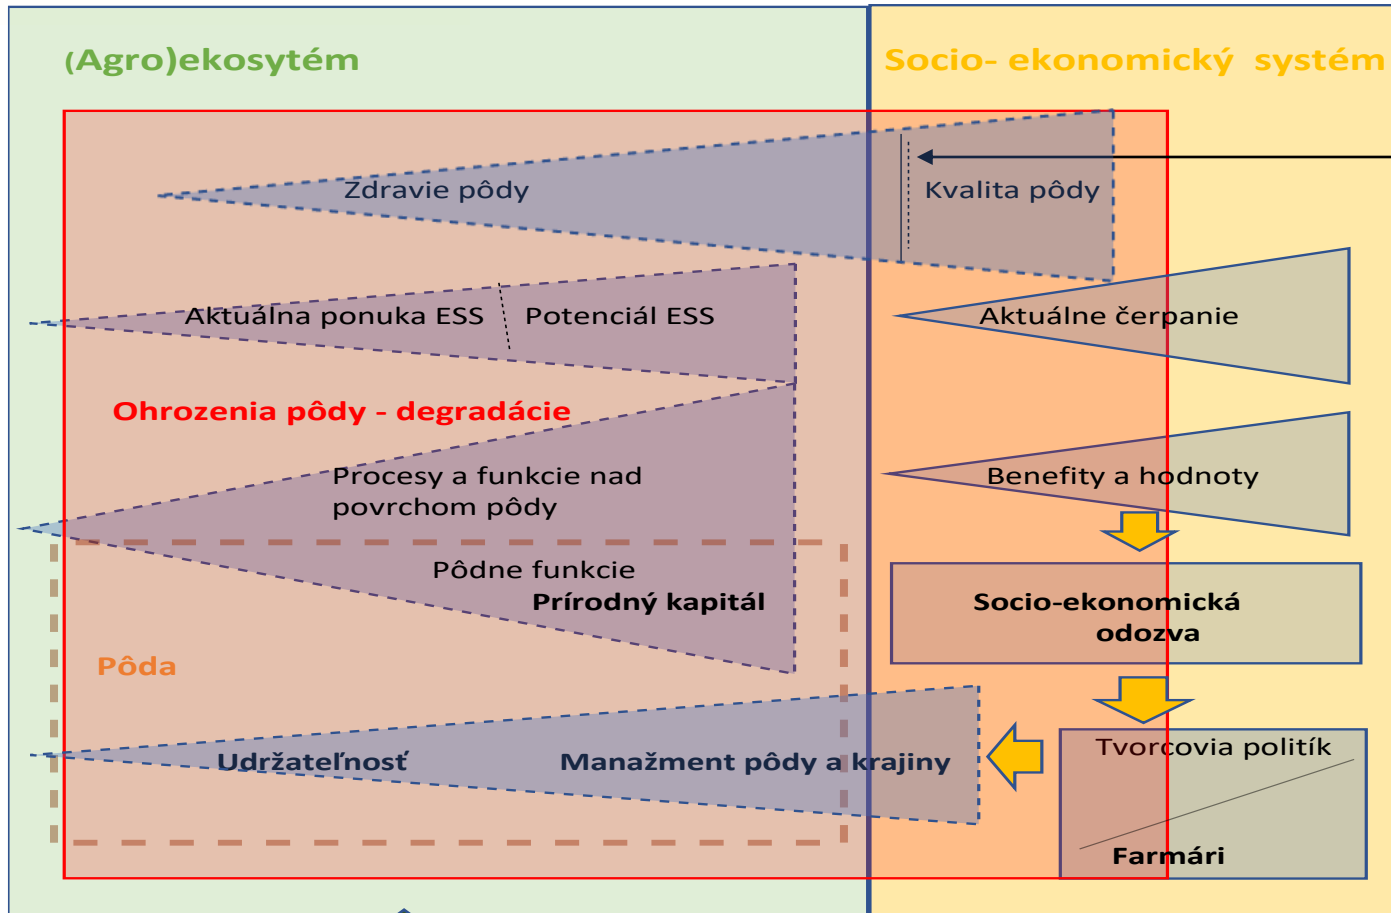 (Agro)ekosytém
Socio- ekonomický systém
Zdravie pôdy
Kvalita pôdy
Aktuálna ponuka ESS
Potenciál ESS
Aktuálne čerpanie
Ohrozenia pôdy - degradácie
Procesy a funkcie nad
povrchom pôdy
Benefity a hodnoty
Pôdne funkcie
Prírodný kapitál
Socio-ekonomická
odozva
Pôda
Udržateľnosť
Manažment pôdy a krajiny
Tvorcovia politík
Farmári